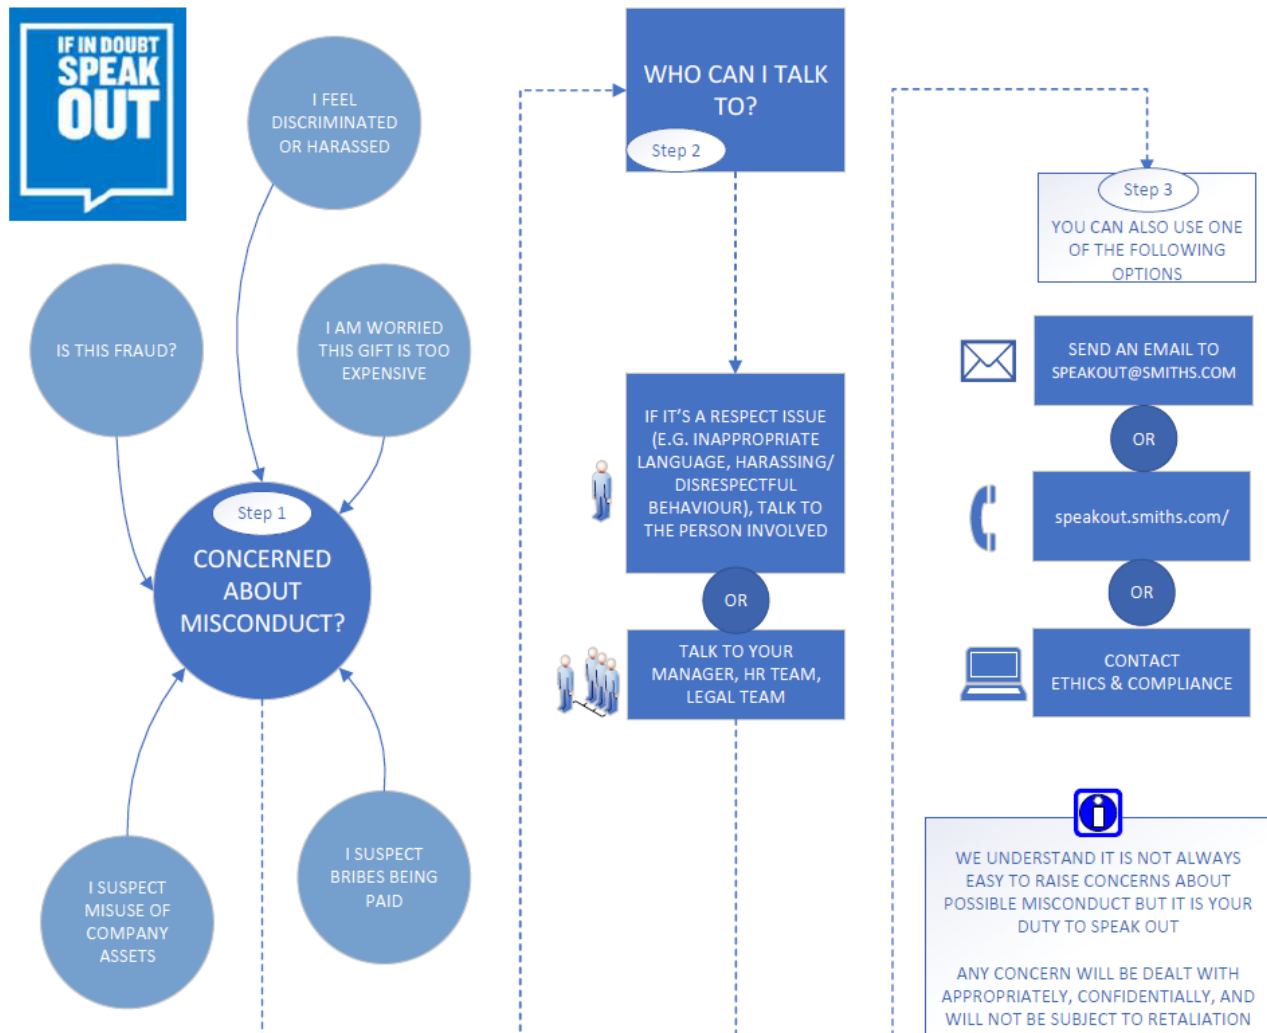 IF IN DOUBT
SPEAK
OUT
I FEEL
DISCRIMINATED
OR HARASSED
IS THIS FRAUD?
I AM WORRIED
THIS GIFT IS TOO
EXPENSIVE
Step 1
CONCERNED
ABOUT
MISCONDUCT?
I SUSPECT
MISUSE OF
COMPANY
ASSETS
I SUSPECT
BRIBES BEING
PAID
WHO CAN I TALK
TO?
Step 2
IF IT'S A RESPECT ISSUE
(E.G. INAPPROPRIATE
LANGUAGE, HARASSING/
DISRESPECTFUL
BEHAVIOUR), TALK TO
THE PERSON INVOLVED
OR
TALK TO YOUR
MANAGER, HR TEAM,
LEGAL TEAM
Step 3
YOU CAN ALSO USE ONE
OF THE FOLLOWING
OPTIONS
SEND AN EMAIL TO
SPEAKOUT@SMITHS.COM
OR
speakout.smiths.com/
OR
CONTACT
ETHICS & COMPLIANCE
i
WE UNDERSTAND IT IS NOT ALWAYS
EASY TO RAISE CONCERNS ABOUT
POSSIBLE MISCONDUCT BUT IT IS YOUR
DUTY TO SPEAK OUT
ANY CONCERN WILL BE DEALT WITH
APPROPRIATELY, CONFIDENTIALLY, AND
WILL NOT BE SUBJECT TO RETALIATION